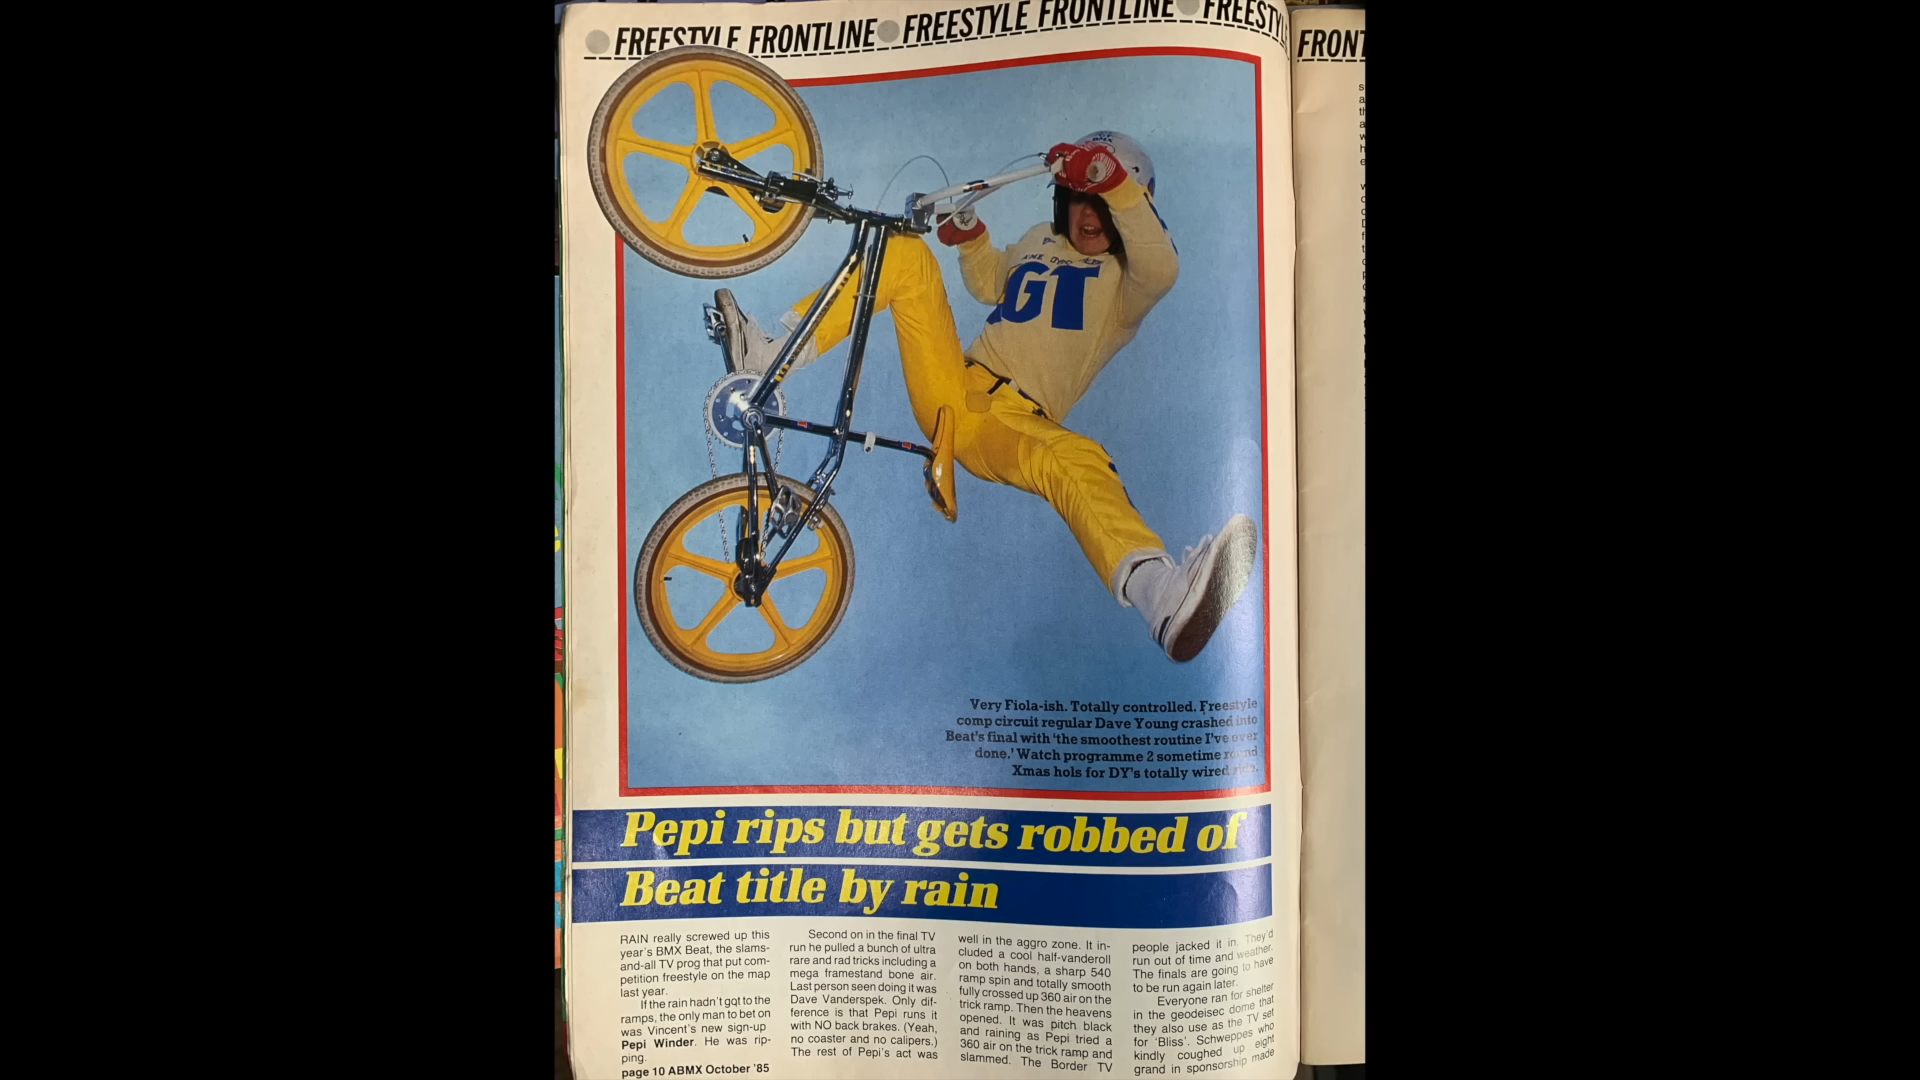 FREESTYLE FRONTLINE FREESTYLE FRONTLINE FREESTYL
FRONT
GT
Very Fiola-ish. Totally controlled. Freestyle
comp circuit regular Dave Young crashed into
Beat's final with 'the smoothest routine I've ever
done.' Watch programme 2 sometime round
Xmas hols for DY's totally wired
Pepi rips but gets robbed of
Beat title by rain
RAIN really screwed up this
year's BMX Beat, the slams-
and-all TV prog that put com-
petition freestyle on the map
last year.
If the rain hadn't got to the
ramps, the only man to bet on
was Vincent's new sign-up
Pepi Winder. He was rip-
ping.
page 10 ABMX October '85
Second on in the final TV
run he pulled a bunch of ultra
rare and rad tricks including a
mega framestand bone air.
Last person seen doing it was
Dave Vanderspek. Only dif-
ference is that Pepi runs it
with NO back brakes. (Yeah,
no coaster and no calipers.)
The rest of Pepi's act was
well in the aggro zone. It in-
cluded a cool half-vanderoll
on both hands, a sharp 540
ramp spin and totally smooth
fully crossed up 360 air on the
trick ramp. Then the heavens
opened. It was pitch black
and raining as Pepi tried a
360 air on the trick ramp and
slammed. The Border TV
people jacked it in. They'd
run out of time and weather.
The finals are going to have
to be run again later.
Everyone ran for shelter
in the geodeisec dome that
they also use as the TV set
for 'Bliss'. Schweppes who
kindly coughed up eight
grand in sponsorship made